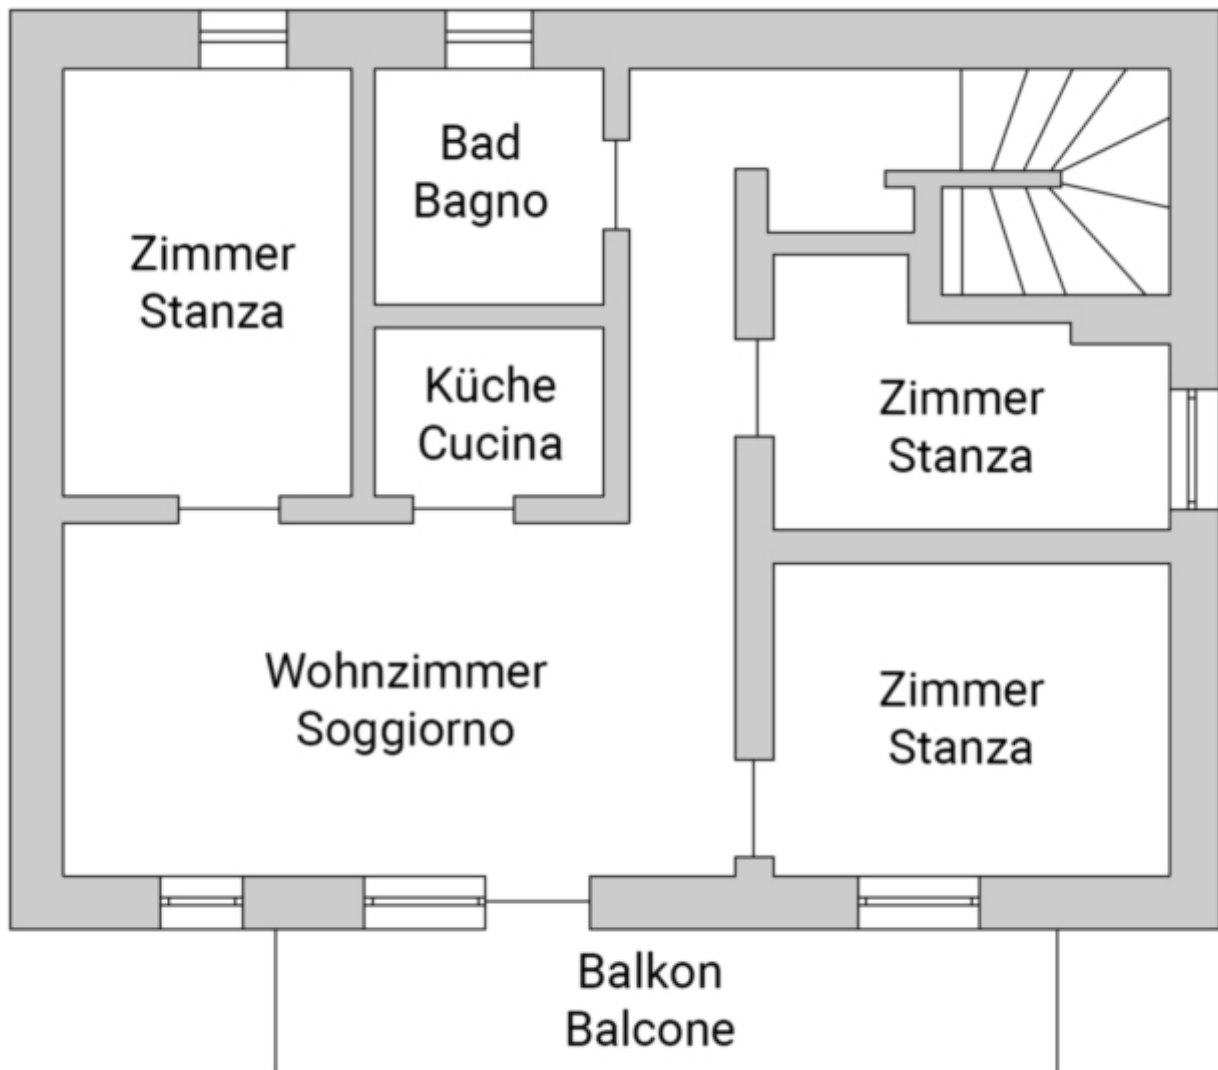 Bad
Bagno
Zimmer
Stanza
Küche
Cucina
Zimmer
Stanza
Wohnzimmer
Soggiorno
Zimmer
Stanza
Balkon
Balcone